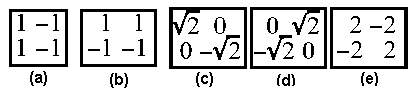 1 -1 1 1 √2 0 0 √2 2 -2
1 -1 -1 -1 0 -√2 -√2 0 -2 2
(a) (b) (c) (d) (e)